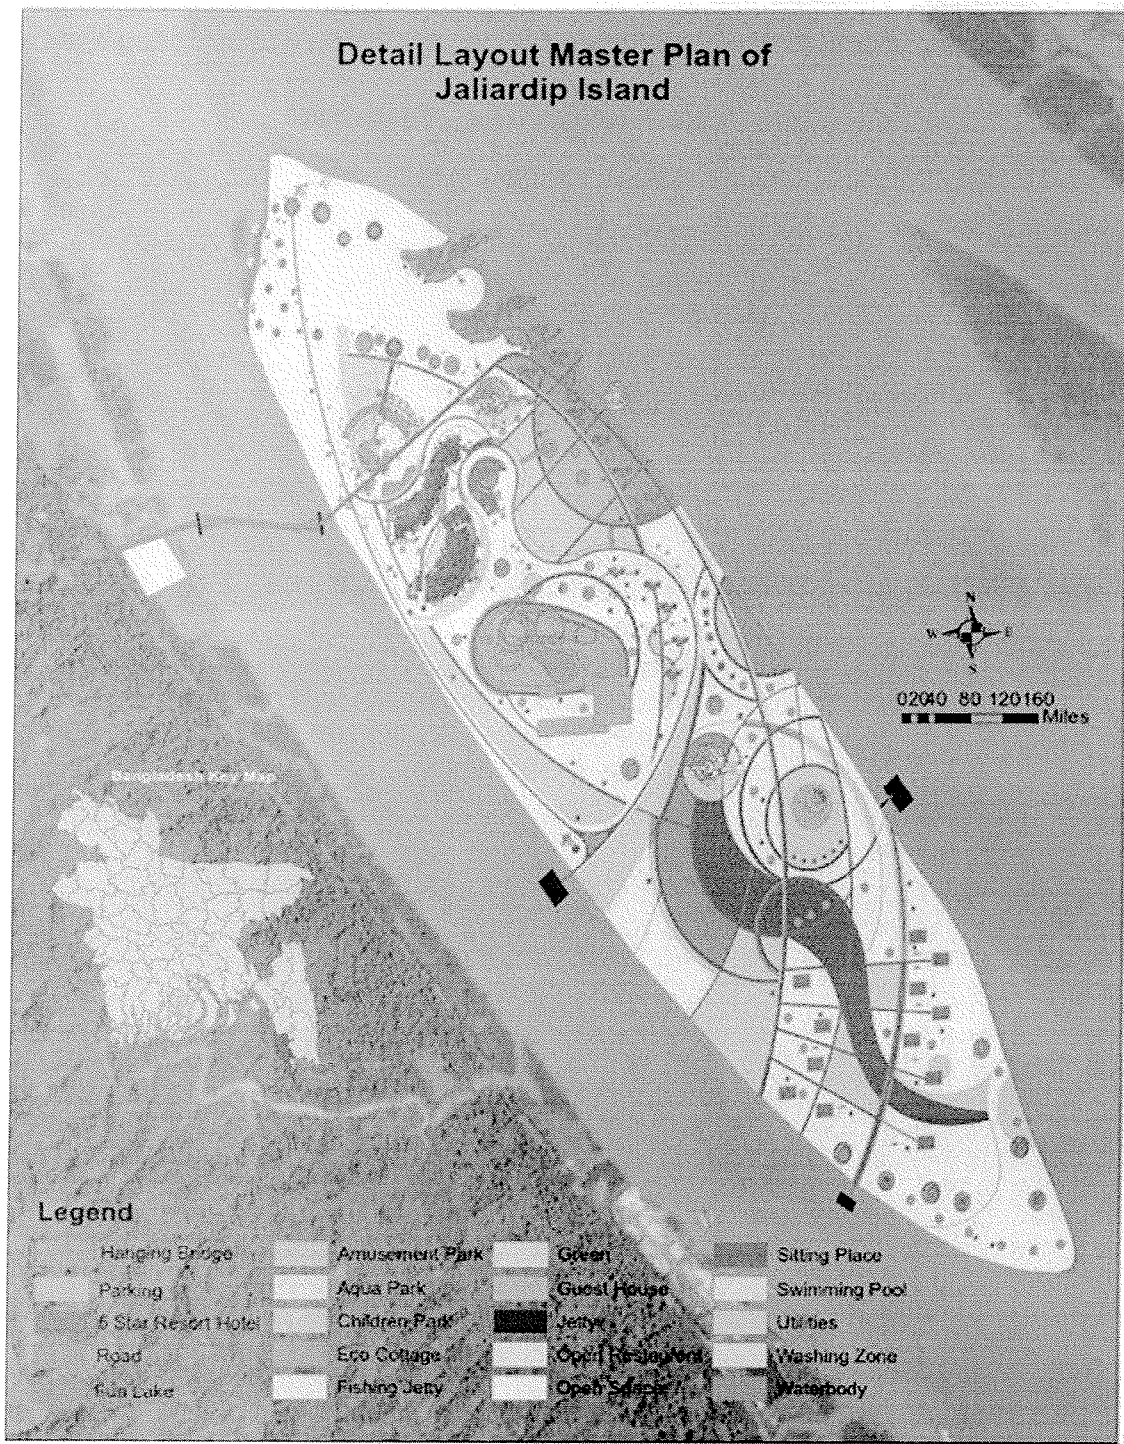 Detail Layout Master Plan of
Jaliardip Island
N
W E
S
02040 80 120160
Miles
Bangladesh Key Map
Legend
Hanging Bridge
Parking
5 Star Resort Hotel
Road
Fun Lake
Amusement Park
Aqua Park
Children Park
Eco Cottage
Fishing Jetty
Green
Guest House
Jetty
Open Restaurent
Open Space
Sitting Place
Swimming Pool
Utilities
Washing Zone
Waterbody